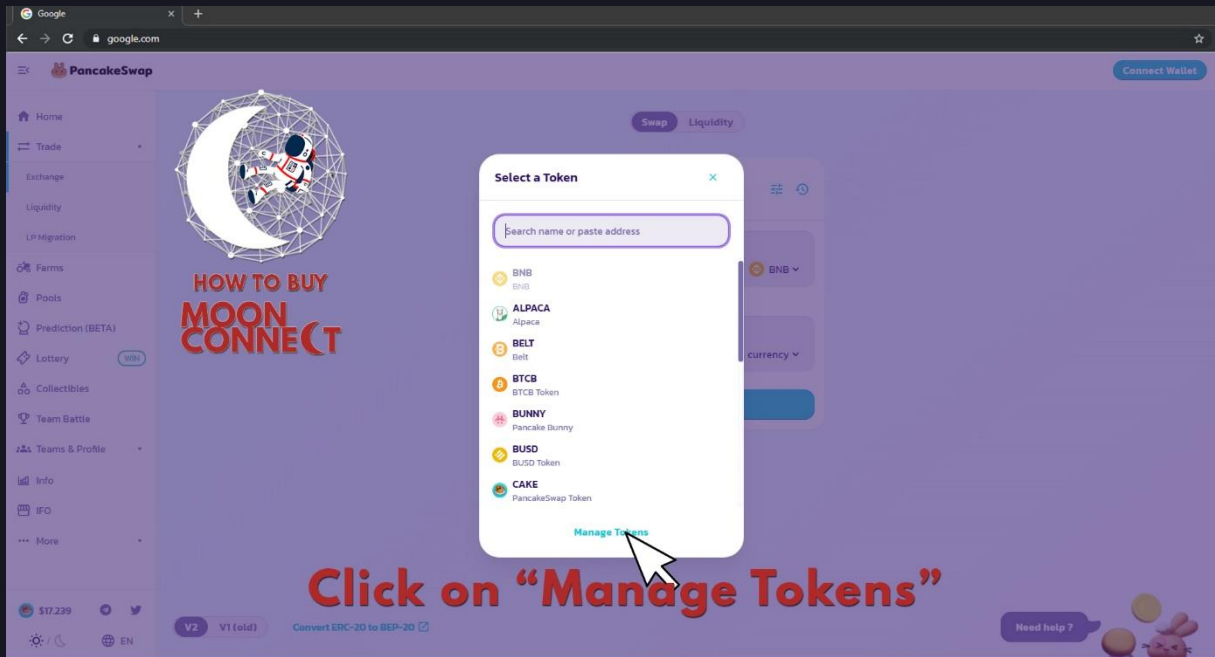 Google
google.com
PancakeSwap
Connect Wallet
Home
Trade
Exchange
Liquidity
LP Migration
Farms
Pools
Prediction (BETA)
Lottery
WIN
Collectibles
Team Battle
Teams & Profile
Info
IFO
More
$17.239
EN
HOW TO BUY
MOON
CONNECT
Swap Liquidity
Select a Token
Search name or paste address
BNB
BNB
ALPACA
Alpaca
BELT
Belt
BTCB
BTCB Token
BUNNY
Pancake Bunny
BUSD
BUSD Token
CAKE
PancakeSwap Token
Manage Tokens
BNB
currency
Click on “Manage Tokens”
V2 V1 (old) Convert ERC-20 to BEP-20
Need help ?